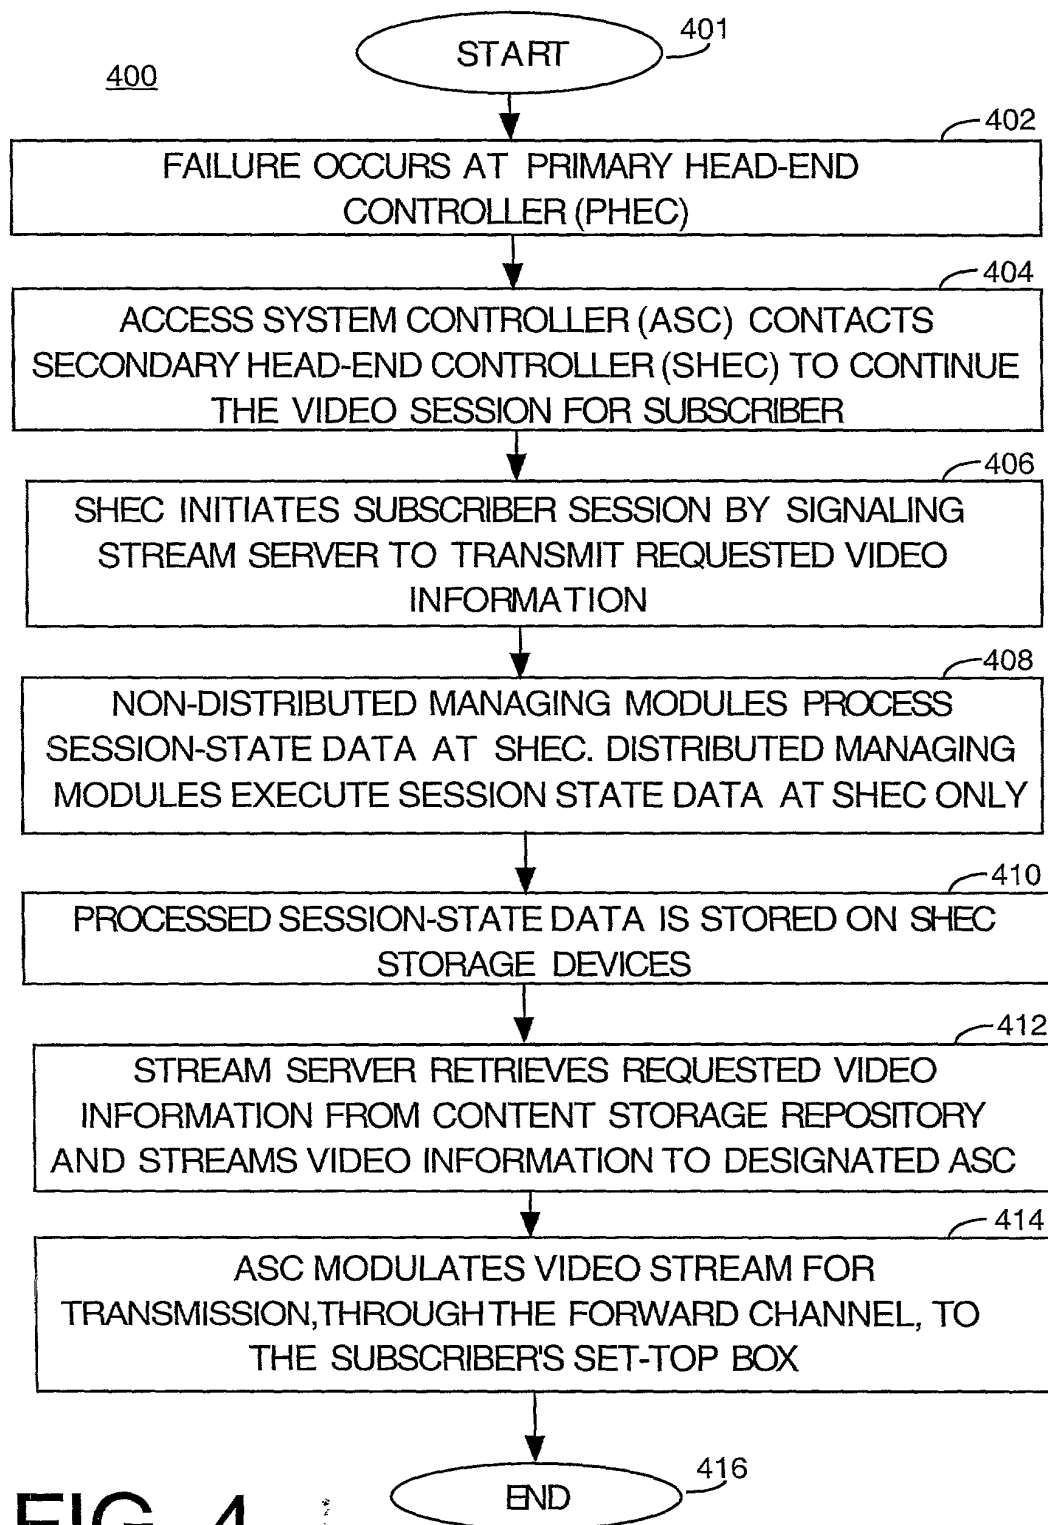 401
START
400
402
FAILURE OCCURS AT PRIMARY HEAD-END
CONTROLLER (PHEC)
404
ACCESS SYSTEM CONTROLLER (ASC) CONTACTS
SECONDARY HEAD-END CONTROLLER (SHEC) TO CONTINUE
THE VIDEO SESSION FOR SUBSCRIBER
406
SHEC INITIATES SUBSCRIBER SESSION BY SIGNALING
STREAM SERVER TO TRANSMIT REQUESTED VIDEO
INFORMATION
408
NON-DISTRIBUTED MANAGING MODULES PROCESS
SESSION-STATE DATA AT SHEC. DISTRIBUTED MANAGING
MODULES EXECUTE SESSION STATE DATA AT SHEC ONLY
410
PROCESSED SESSION-STATE DATA IS STORED ON SHEC
STORAGE DEVICES
412
STREAM SERVER RETRIEVES REQUESTED VIDEO
INFORMATION FROM CONTENT STORAGE REPOSITORY
AND STREAMS VIDEO INFORMATION TO DESIGNATED ASC
414
ASC MODULATES VIDEO STREAM FOR
TRANSMISSION, THROUGH THE FORWARD CHANNEL, TO
THE SUBSCRIBER'S SET-TOP BOX
416
END
FIG. 4